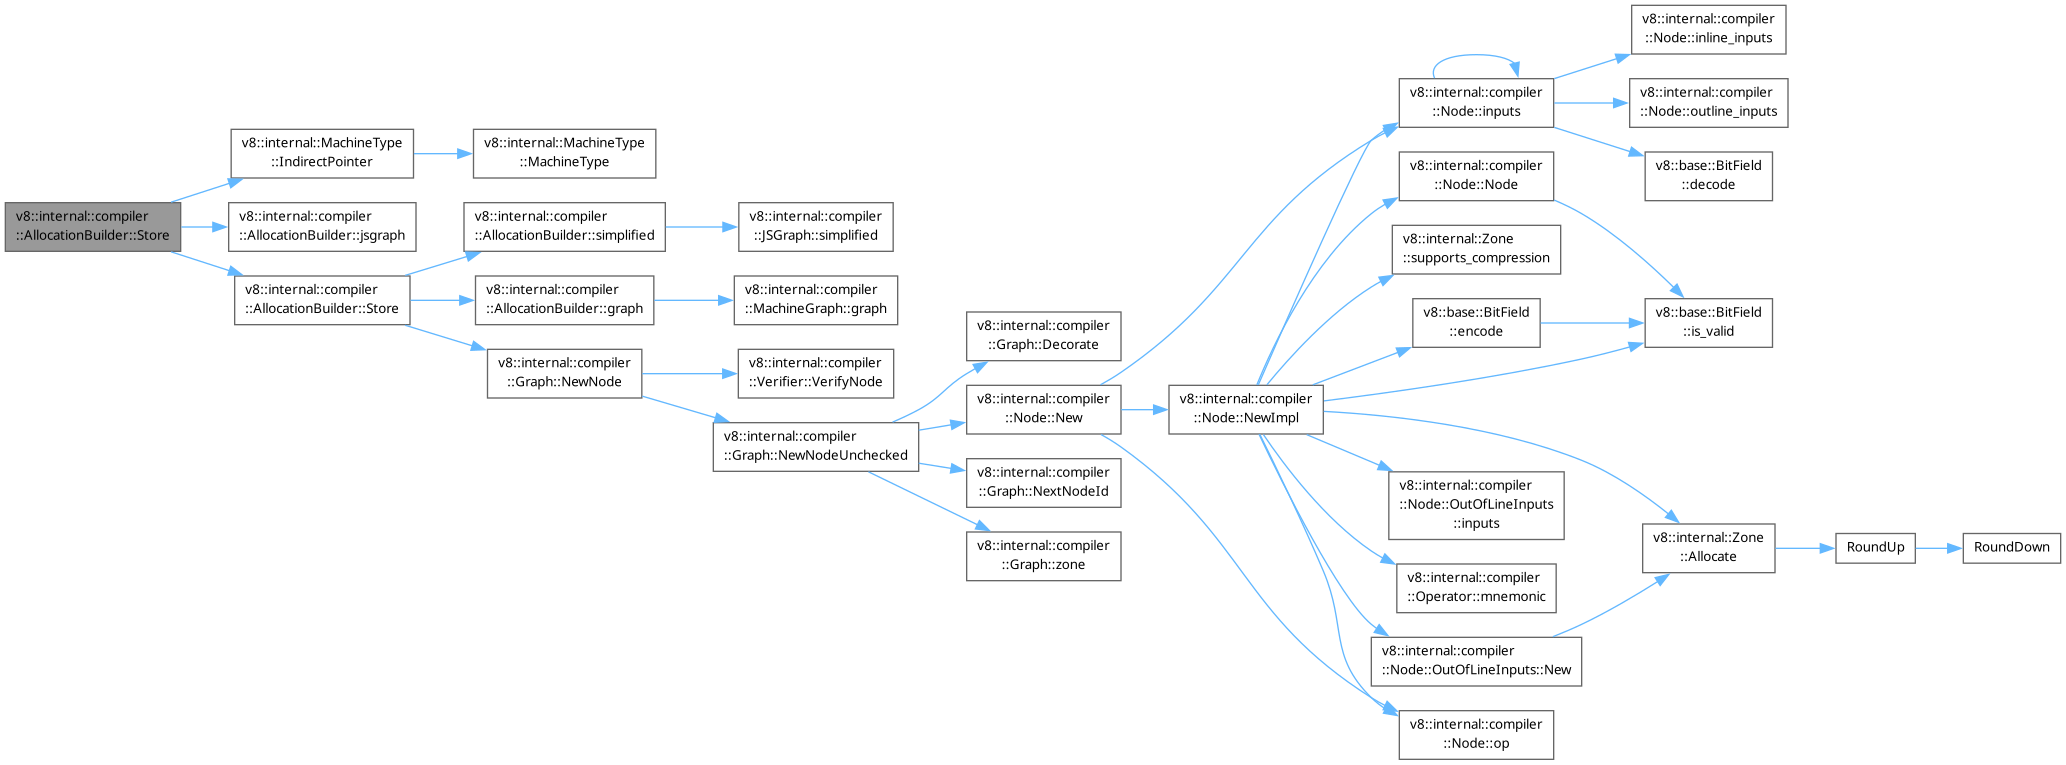 v8::internal::compiler
::AllocationBuilder::Store
v8::internal::MachineType
::IndirectPointer
v8::internal::MachineType
::MachineType
v8::internal::compiler
::AllocationBuilder::jsgraph
v8::internal::compiler
::AllocationBuilder::Store
v8::internal::compiler
::AllocationBuilder::simplified
v8::internal::compiler
::JSGraph::simplified
v8::internal::compiler
::AllocationBuilder::graph
v8::internal::compiler
::MachineGraph::graph
v8::internal::compiler
::Graph::NewNode
v8::internal::compiler
::Verifier::VerifyNode
v8::internal::compiler
::Graph::NewNodeUnchecked
v8::internal::compiler
::Graph::Decorate
v8::internal::compiler
::Node::New
v8::internal::compiler
::Graph::NextNodeId
v8::internal::compiler
::Graph::zone
v8::internal::compiler
::Node::NewImpl
v8::internal::compiler
::Node::inputs
v8::internal::compiler
::Node::inline_inputs
v8::internal::compiler
::Node::outline_inputs
v8::base::BitField
::decode
v8::internal::compiler
::Node::Node
v8::internal::Zone
::supports_compression
v8::base::BitField
::encode
v8::base::BitField
::is_valid
v8::internal::compiler
::Node::OutOfLineInputs
::inputs
v8::internal::compiler
::Operator::mnemonic
v8::internal::compiler
::Node::OutOfLineInputs::New
v8::internal::compiler
::Node::op
v8::internal::Zone
::Allocate
RoundUp
RoundDown